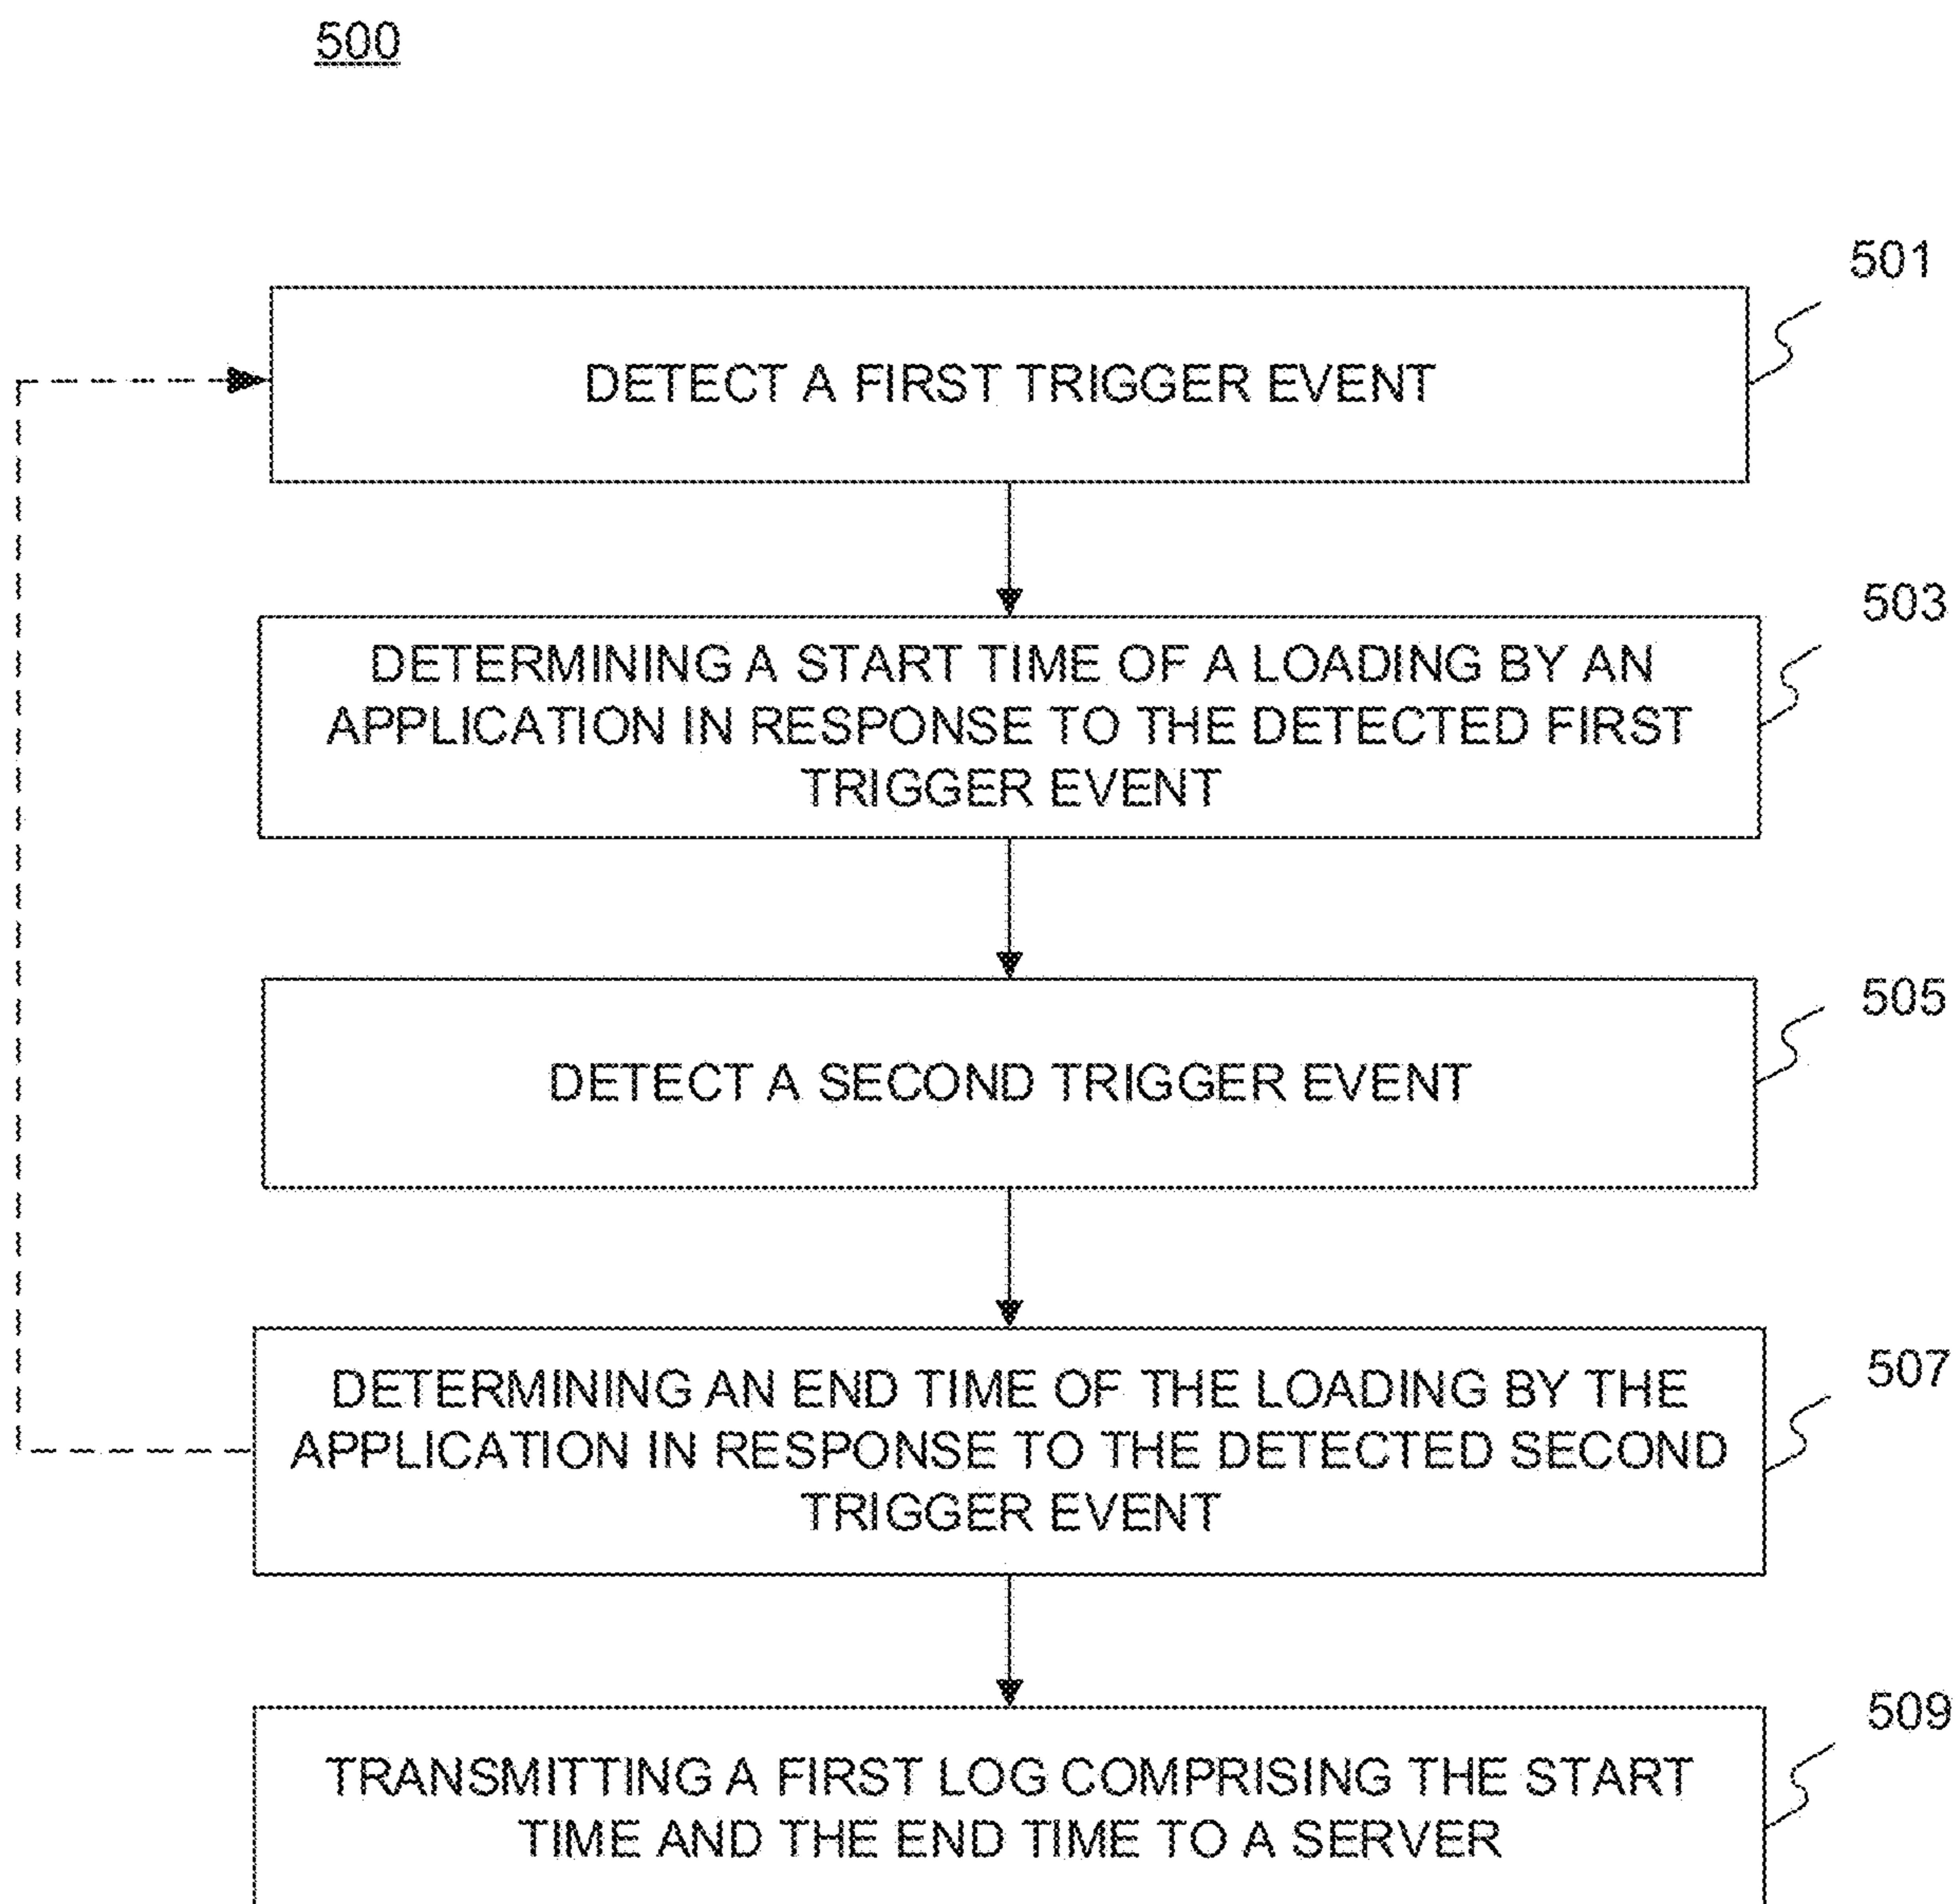 500
501
DETECT A FIRST TRIGGER EVENT
503
DETERMINING A START TIME OF A LOADING BY AN
APPLICATION IN RESPONSE TO THE DETECTED FIRST
TRIGGER EVENT
505
DETECT A SECOND TRIGGER EVENT
507
DETERMINING AN END TIME OF THE LOADING BY THE
APPLICATION IN RESPONSE TO THE DETECTED SECOND
TRIGGER EVENT
509
TRANSMITTING A FIRST LOG COMPRISING THE START
TIME AND THE END TIME TO A SERVER